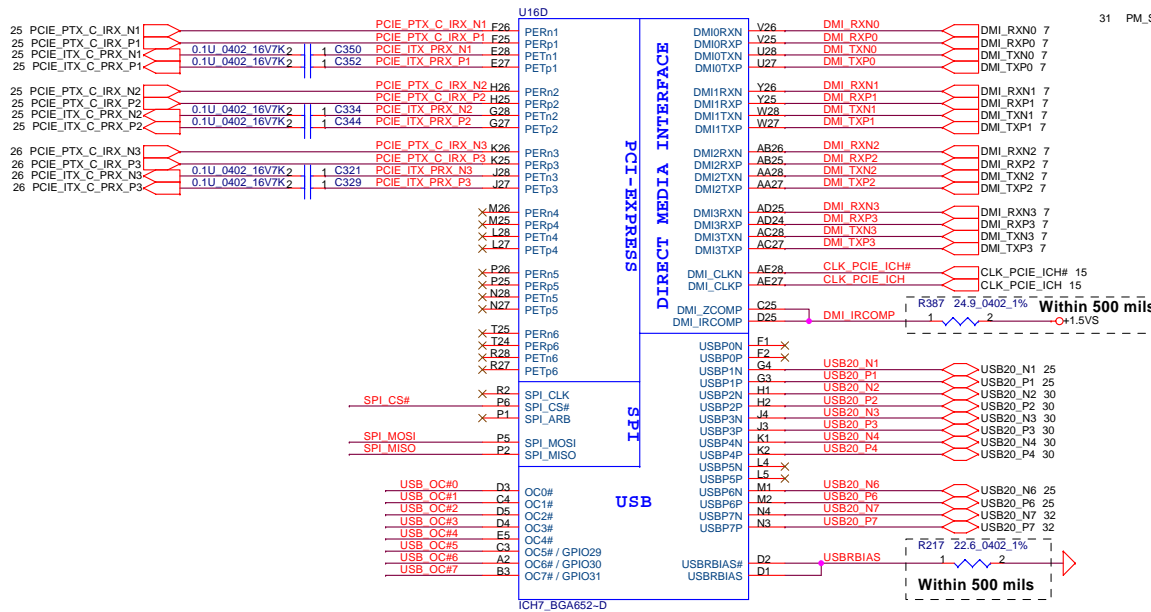 U16D
31 PM_S
25 PCIE_PTX_C_IRX_N1 PCIE_PTX_C_IRX_N1 F26 PERn1
25 PCIE_PTX_C_IRX_P1 PCIE_PTX_C_IRX_P1 F25 PERp1
25 PCIE_ITX_C_PRX_N1 0.1U_0402_16V7K 2 1 C350 PCIE_ITX_PRX_N1 E28 PETn1
25 PCIE_ITX_C_PRX_P1 0.1U_0402_16V7K 2 1 C352 PCIE_ITX_PRX_P1 E27 PETp1
25 PCIE_PTX_C_IRX_N2 PCIE_PTX_C_IRX_N2 H26 PERn2
25 PCIE_PTX_C_IRX_P2 PCIE_PTX_C_IRX_P2 H25 PERp2
25 PCIE_ITX_C_PRX_N2 0.1U_0402_16V7K 2 1 C334 PCIE_ITX_PRX_N2 G28 PETn2
25 PCIE_ITX_C_PRX_P2 0.1U_0402_16V7K 2 1 C344 PCIE_ITX_PRX_P2 G27 PETp2
26 PCIE_PTX_C_IRX_N3 PCIE_PTX_C_IRX_N3 K26 PERn3
26 PCIE_PTX_C_IRX_P3 PCIE_PTX_C_IRX_P3 K25 PERp3
26 PCIE_ITX_C_PRX_N3 0.1U_0402_16V7K 2 1 C321 PCIE_ITX_PRX_N3 J28 PETn3
26 PCIE_ITX_C_PRX_P3 0.1U_0402_16V7K 2 1 C329 PCIE_ITX_PRX_P3 J27 PETp3
M26 PERn4
M25 PERp4
L28 PETn4
L27 PETp4
P26 PERn5
P25 PERp5
N28 PETn5
N27 PETp5
T25 PERn6
T24 PERp6
R28 PETn6
R27 PETp6
R2 SPI_CLK
SPI_CS# P6 SPI_CS#
P1 SPI_ARB
SPI_MOSI P5 SPI_MOSI
SPI_MISO P2 SPI_MISO
USB_OC#0 D3 OC0#
USB_OC#1 C4 OC1#
USB_OC#2 D5 OC2#
USB_OC#3 D4 OC3#
USB_OC#4 E5 OC4#
USB_OC#5 C3 OC5# / GPIO29
USB_OC#6 A2 OC6# / GPIO30
USB_OC#7 B3 OC7# / GPIO31
PCI-EXPRESS
DIRECT MEDIA INTERFACE
SPI
USB
DMI0RXN V26 DMI_RXN0 DMI_RXN0 7
DMI0RXP V25 DMI_RXP0 DMI_RXP0 7
DMI0TXN U28 DMI_TXN0 DMI_TXN0 7
DMI0TXP U27 DMI_TXP0 DMI_TXP0 7
DMI1RXN Y26 DMI_RXN1 DMI_RXN1 7
DMI1RXP Y25 DMI_RXP1 DMI_RXP1 7
DMI1TXN W28 DMI_TXN1 DMI_TXN1 7
DMI1TXP W27 DMI_TXP1 DMI_TXP1 7
DMI2RXN AB26 DMI_RXN2 DMI_RXN2 7
DMI2RXP AB25 DMI_RXP2 DMI_RXP2 7
DMI2TXN AA28 DMI_TXN2 DMI_TXN2 7
DMI2TXP AA27 DMI_TXP2 DMI_TXP2 7
DMI3RXN AD25 DMI_RXN3 DMI_RXN3 7
DMI3RXP AD24 DMI_RXP3 DMI_RXP3 7
DMI3TXN AC28 DMI_TXN3 DMI_TXN3 7
DMI3TXP AC27 DMI_TXP3 DMI_TXP3 7
DMI_CLKN AE28 CLK_PCIE_ICH# CLK_PCIE_ICH# 15
DMI_CLKP AE27 CLK_PCIE_ICH CLK_PCIE_ICH 15
DMI_ZCOMP C25
DMI_IRCOMP D25 DMI_IRCOMP
R387 24.9_0402_1% Within 500 mils
1 2 +1.5VS
USBP0N F1
USBP0P F2
USBP1N G4 USB20_N1 USB20_N1 25
USBP1P G3 USB20_P1 USB20_P1 25
USBP2N H1 USB20_N2 USB20_N2 30
USBP2P H2 USB20_P2 USB20_P2 30
USBP3N J4 USB20_N3 USB20_N3 30
USBP3P J3 USB20_P3 USB20_P3 30
USBP4N K1 USB20_N4 USB20_N4 30
USBP4P K2 USB20_P4 USB20_P4 30
USBP5N L4
USBP5P L5
USBP6N M1 USB20_N6 USB20_N6 25
USBP6P M2 USB20_P6 USB20_P6 25
USBP7N N4 USB20_N7 USB20_N7 32
USBP7P N3 USB20_P7 USB20_P7 32
USBRBIAS# D2 USBRBIAS
USBRBIAS D1
R217 22.6_0402_1%
1 2
Within 500 mils
ICH7_BGA652~D